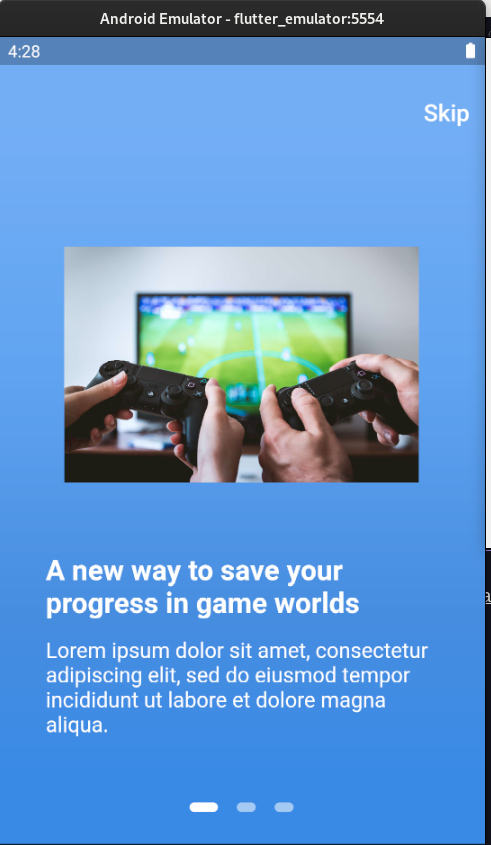 Android Emulator - flutter_emulator:5554
4:28
Skip
A new way to save your
progress in game worlds
Lorem ipsum dolor sit amet, consectetur
adipiscing elit, sed do eiusmod tempor
incididunt ut labore et dolore magna
aliqua.